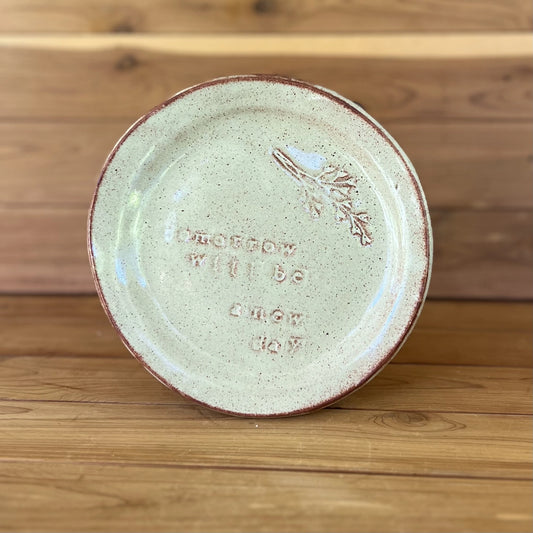 tomorrow
will be
a new
day